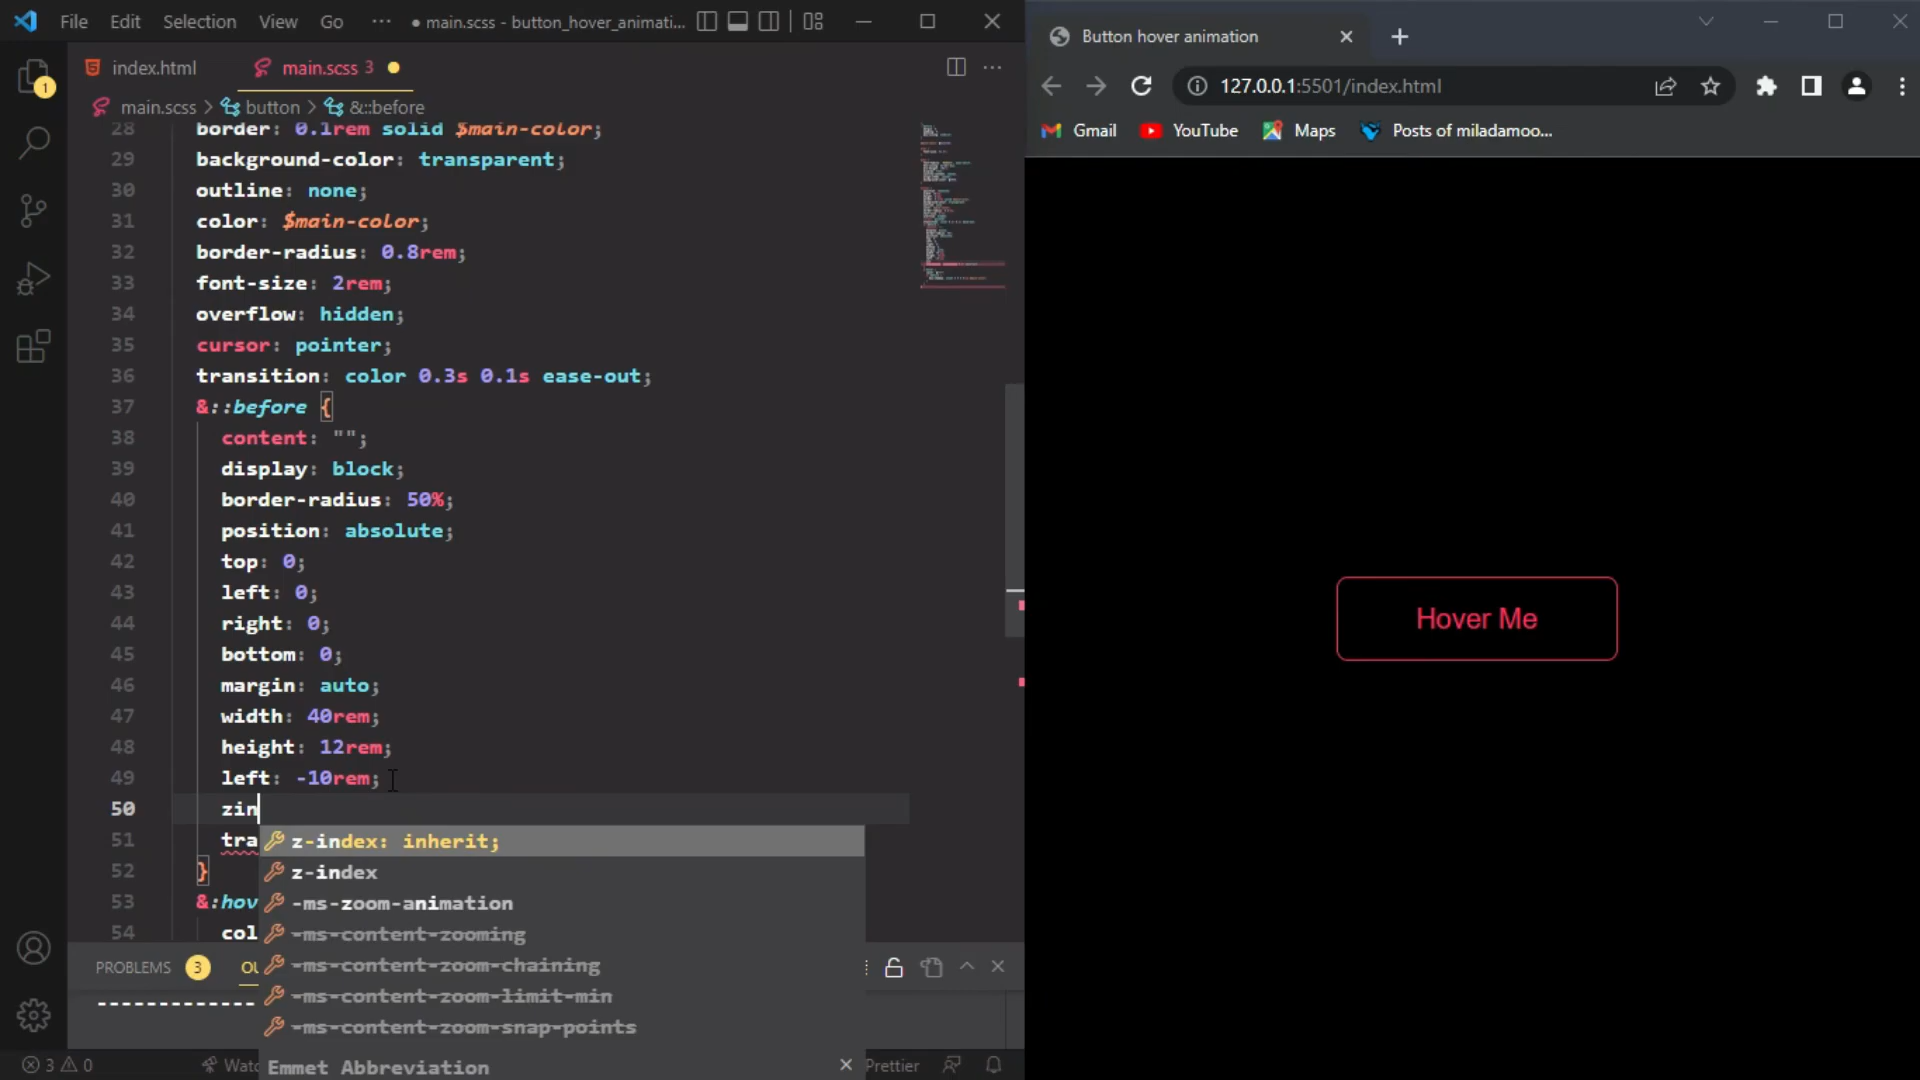 File Edit Selection View Go ··· ● main.scss - button_hover_animati...
index.html main.scss 3
main.scss > button > &::before
28 border: 0.1rem solid $main-color;
29 background-color: transparent;
30 outline: none;
31 color: $main-color;
32 border-radius: 0.8rem;
33 font-size: 2rem;
34 overflow: hidden;
35 cursor: pointer;
36 transition: color 0.3s 0.1s ease-out;
37 &::before {
38 content: "";
39 display: block;
40 border-radius: 50%;
41 position: absolute;
42 top: 0;
43 left: 0;
44 right: 0;
45 bottom: 0;
46 margin: auto;
47 width: 40rem;
48 height: 12rem;
49 left: -10rem;
50 zin
51 tra
52 }
53 &:hov
54 col
z-index: inherit;
z-index
-ms-zoom-animation
-ms-content-zooming
-ms-content-zoom-chaining
-ms-content-zoom-limit-min
-ms-content-zoom-snap-points
Emmet Abbreviation
1
PROBLEMS 3 OU
-------------
3 0 Watc Prettier
Button hover animation
127.0.0.1:5501/index.html
Gmail YouTube Maps Posts of miladamoo...
Hover Me